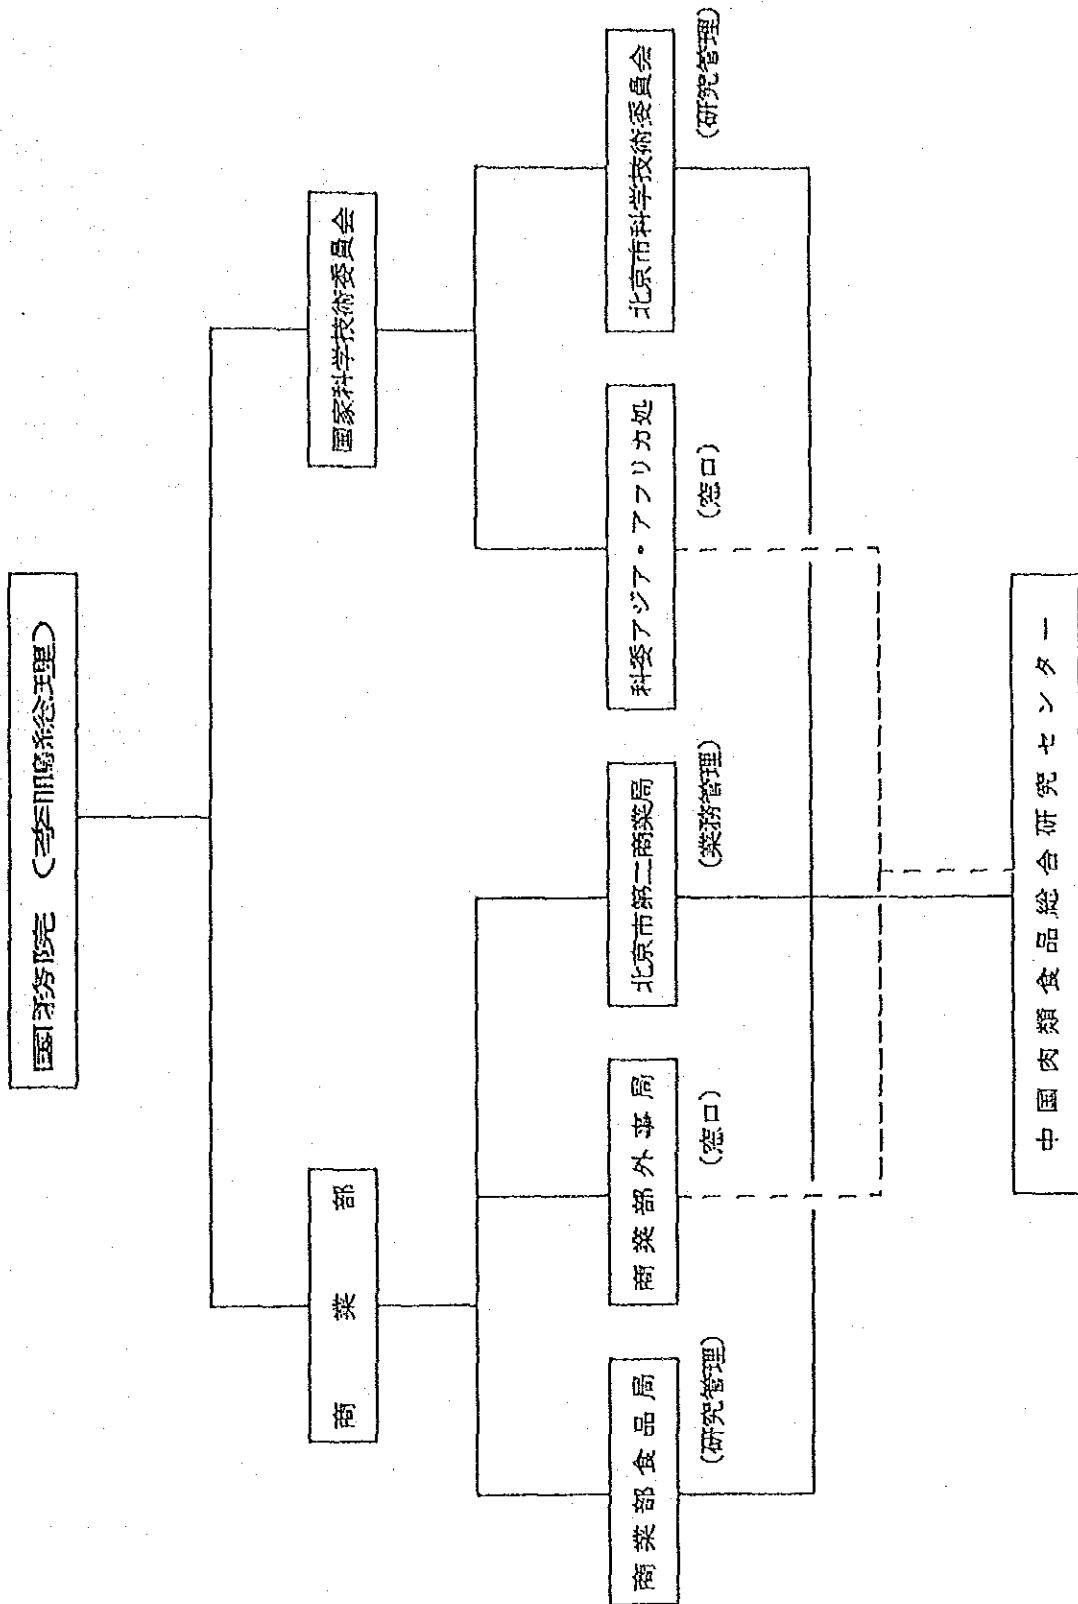 国務院 （李鵬総理）
商業部
国家科学技術委員会
商業部食品局
（研究管理）
商業部外事局
（窓口）
北京市第二商業局
（業務管理）
科委アジア・アフリカ処
（窓口）
北京市科学技術委員会
（研究管理）
中国肉類食品総合研究センター